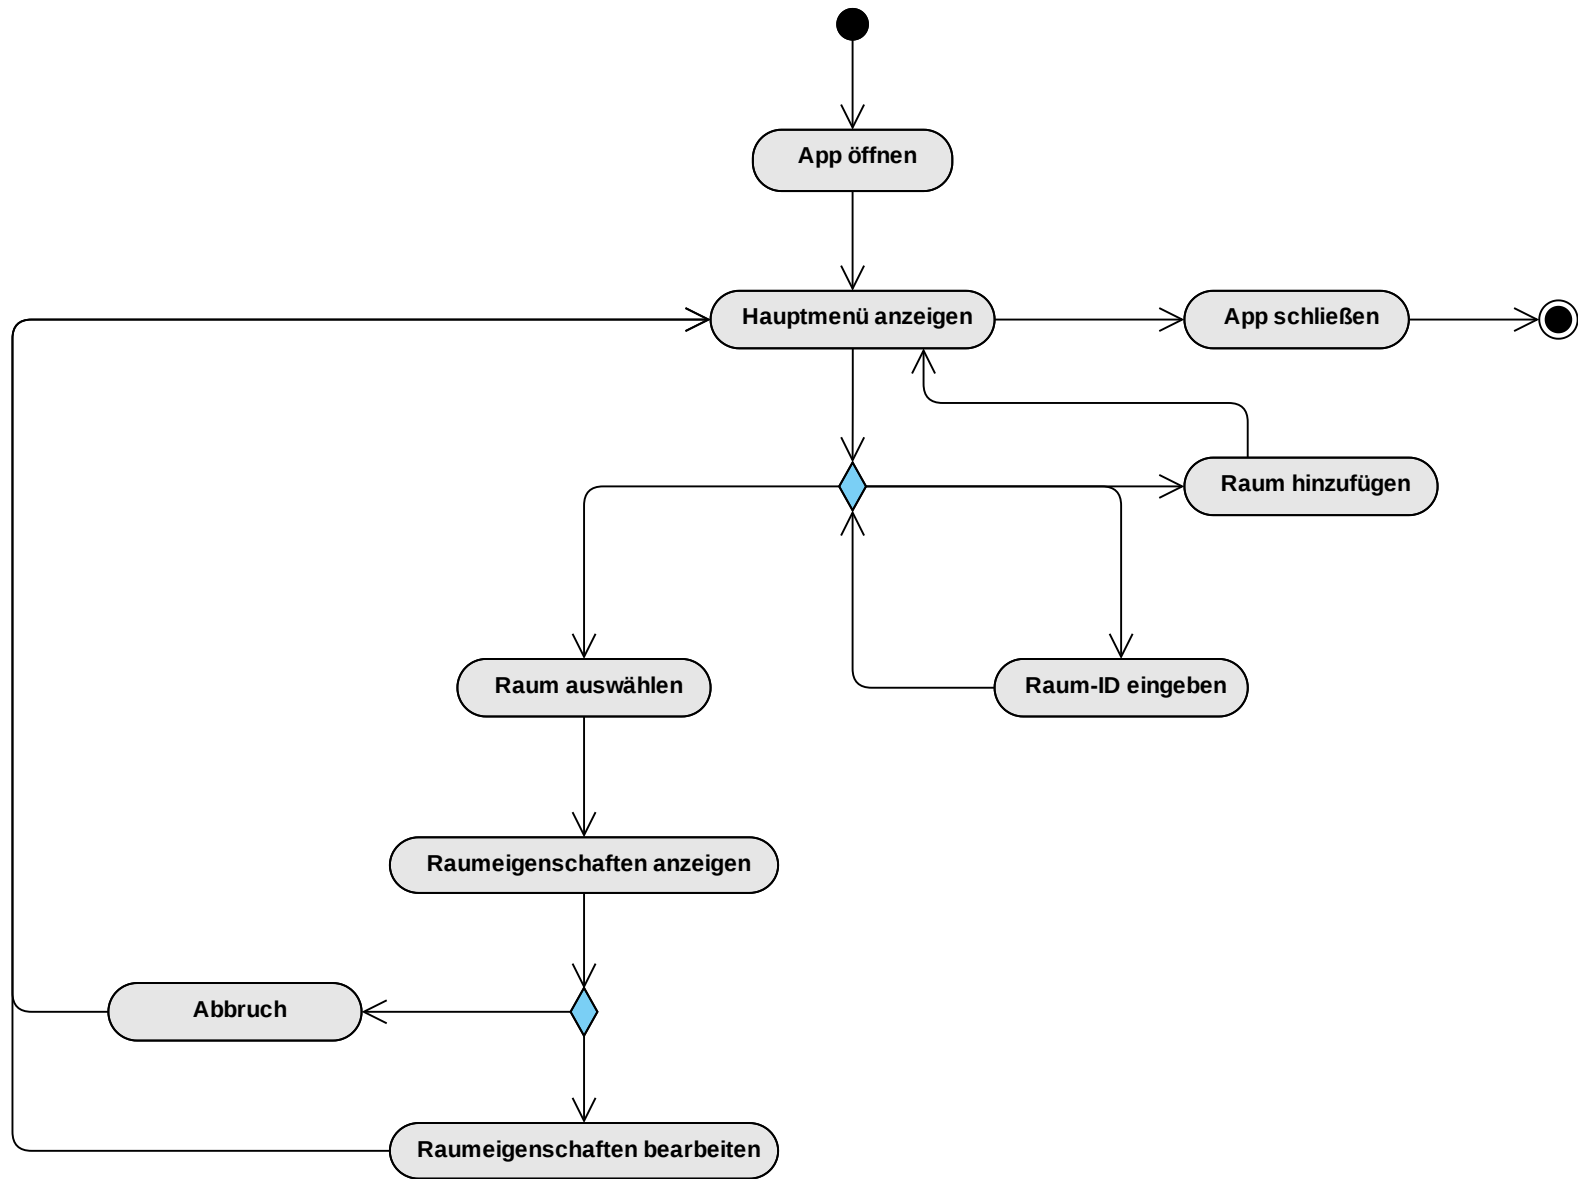 App öffnen
Hauptmenü anzeigen
App schließen
Raum hinzufügen
Raum auswählen
Raum-ID eingeben
Raumeigenschaften anzeigen
Abbruch
Raumeigenschaften bearbeiten